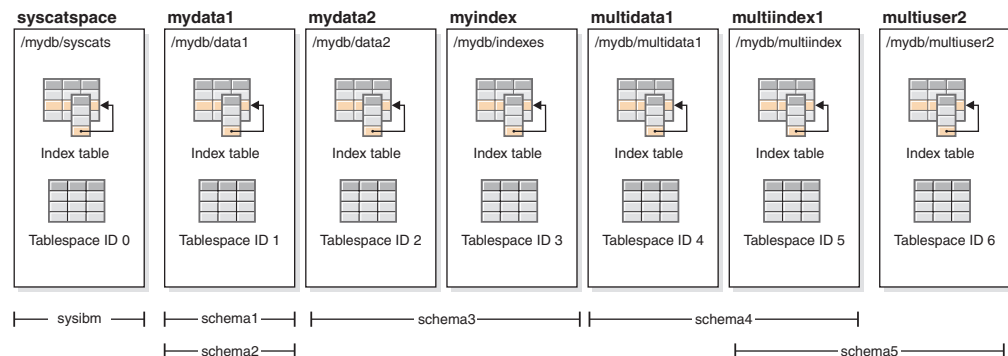 syscatspace
/mydb/syscats
Index table
Tablespace ID 0
mydata1
/mydb/data1
Index table
Tablespace ID 1
mydata2
/mydb/data2
Index table
Tablespace ID 2
myindex
/mydb/indexes
Index table
Tablespace ID 3
multidata1
/mydb/multidata1
Index table
Tablespace ID 4
multiindex1
/mydb/multiindex
Index table
Tablespace ID 5
multiuser2
/mydb/multiuser2
Index table
Tablespace ID 6
sysibm
schema1
schema3
schema4
schema2
schema5